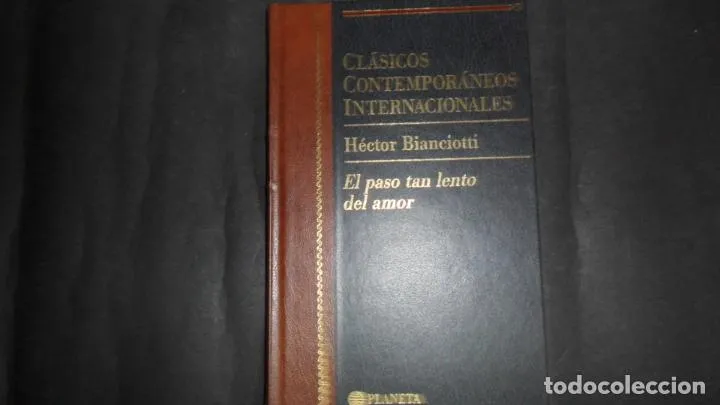 CLÁSICOS
CONTEMPORÁNEOS
INTERNACIONALES
Héctor Bianciotti
El paso tan lento
del amor
PLANETA
todocoleccion